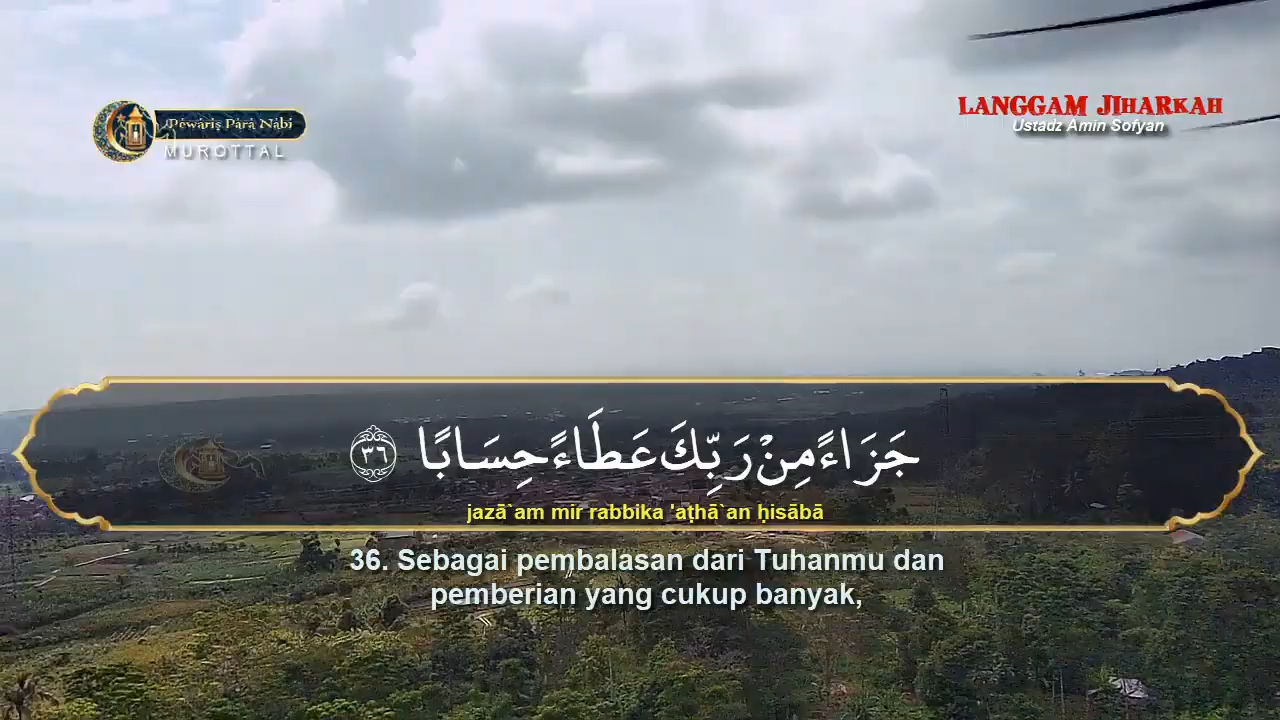 Pewaris Para Nabi
MUROTTAL
LANGGAM JIHARKAH
Ustadz Amin Sofyan
جَزَاءً مِنْ رَبِّكَ عَطَاءً حِسَابًا ٣٦
jazā`am mir rabbika 'aṭhā`an ḥisābā
36. Sebagai pembalasan dari Tuhanmu dan
pemberian yang cukup banyak,